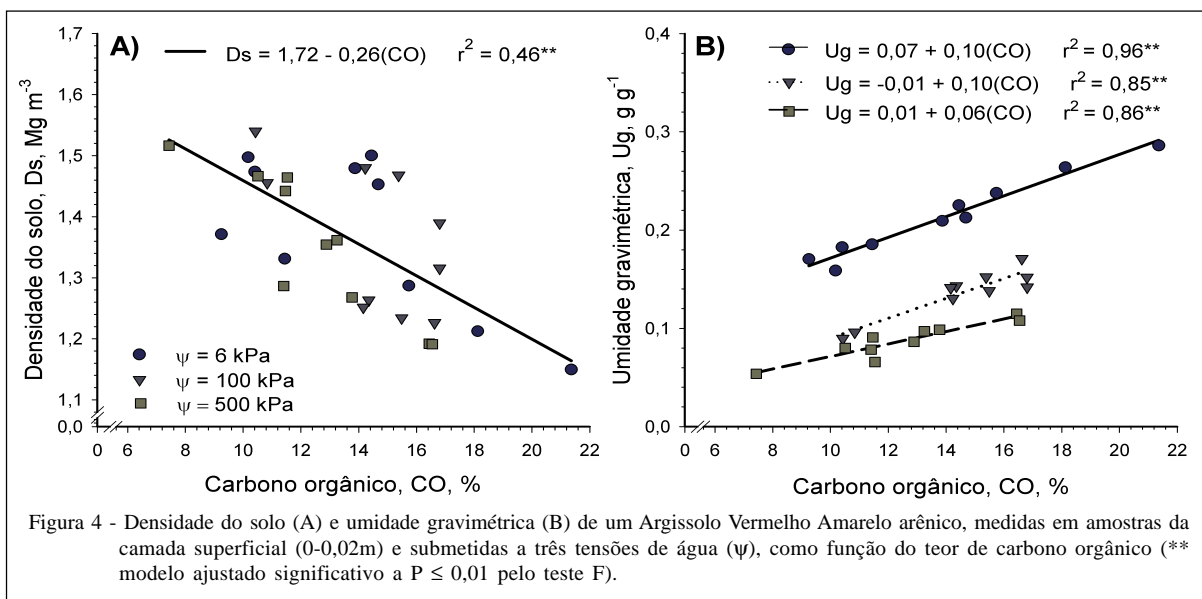 A)
Ds = 1,72 - 0,26(CO) r² = 0,46**
Densidade do solo, Ds, Mg m⁻³
1,7
1,6
1,5
1,4
1,3
1,2
1,1
0,0
ψ = 6 kPa
ψ = 100 kPa
ψ = 500 kPa
0 6 8 10 12 14 16 18 20 22
Carbono orgânico, CO, %
B)
Ug = 0,07 + 0,10(CO) r² = 0,96**
Ug = -0,01 + 0,10(CO) r² = 0,85**
Ug = 0,01 + 0,06(CO) r² = 0,86**
Umidade gravimétrica, Ug, g g⁻¹
0,4
0,3
0,2
0,1
0,0
0 6 8 10 12 14 16 18 20 22
Carbono orgânico, CO, %
Figura 4 - Densidade do solo (A) e umidade gravimétrica (B) de um Argissolo Vermelho Amarelo arênico, medidas em amostras da
camada superficial (0-0,02m) e submetidas a três tensões de água (ψ), como função do teor de carbono orgânico (**
modelo ajustado significativo a P ≤ 0,01 pelo teste F).